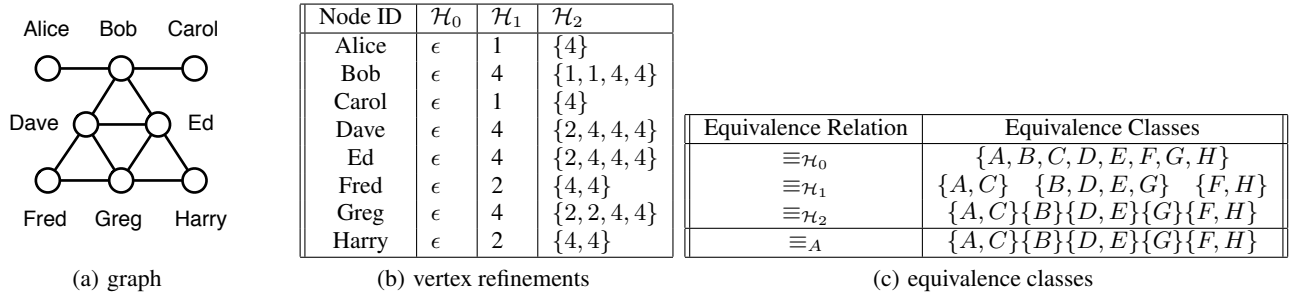 Alice Bob Carol
Dave Ed
Fred Greg Harry
(a) graph
Node ID ℋ₀ ℋ₁ ℋ₂
Alice ϵ 1 {4}
Bob ϵ 4 {1, 1, 4, 4}
Carol ϵ 1 {4}
Dave ϵ 4 {2, 4, 4, 4}
Ed ϵ 4 {2, 4, 4, 4}
Fred ϵ 2 {4, 4}
Greg ϵ 4 {2, 2, 4, 4}
Harry ϵ 2 {4, 4}
(b) vertex refinements
Equivalence Relation Equivalence Classes
≡ℋ₀ {A, B, C, D, E, F, G, H}
≡ℋ₁ {A, C} {B, D, E, G} {F, H}
≡ℋ₂ {A, C}{B}{D, E}{G}{F, H}
≡A {A, C}{B}{D, E}{G}{F, H}
(c) equivalence classes